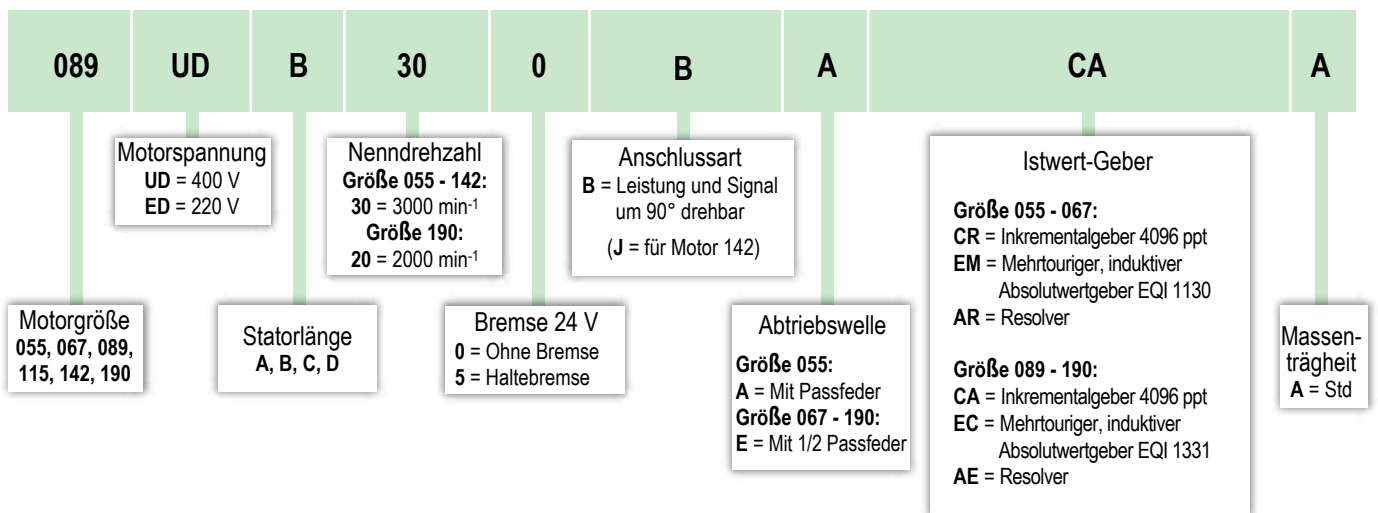 089 UD B 30 0 B A CA A
Motorspannung
UD = 400 V
ED = 220 V
Nenndrehzahl
Größe 055 - 142:
30 = 3000 min-1
Größe 190:
20 = 2000 min-1
Anschlussart
B = Leistung und Signal
um 90° drehbar
(J = für Motor 142)
Istwert-Geber
Größe 055 - 067:
CR = Inkrementalgeber 4096 ppt
EM = Mehrtouriger, induktiver
Absolutwertgeber EQI 1130
AR = Resolver
Größe 089 - 190:
CA = Inkrementalgeber 4096 ppt
EC = Mehrtouriger, induktiver
Absolutwertgeber EQI 1331
AE = Resolver
Motorgröße
055, 067, 089,
115, 142, 190
Statorlänge
A, B, C, D
Bremse 24 V
0 = Ohne Bremse
5 = Haltebremse
Abtriebswelle
Größe 055:
A = Mit Passfeder
Größe 067 - 190:
E = Mit 1/2 Passfeder
Massen-
trägheit
A = Std